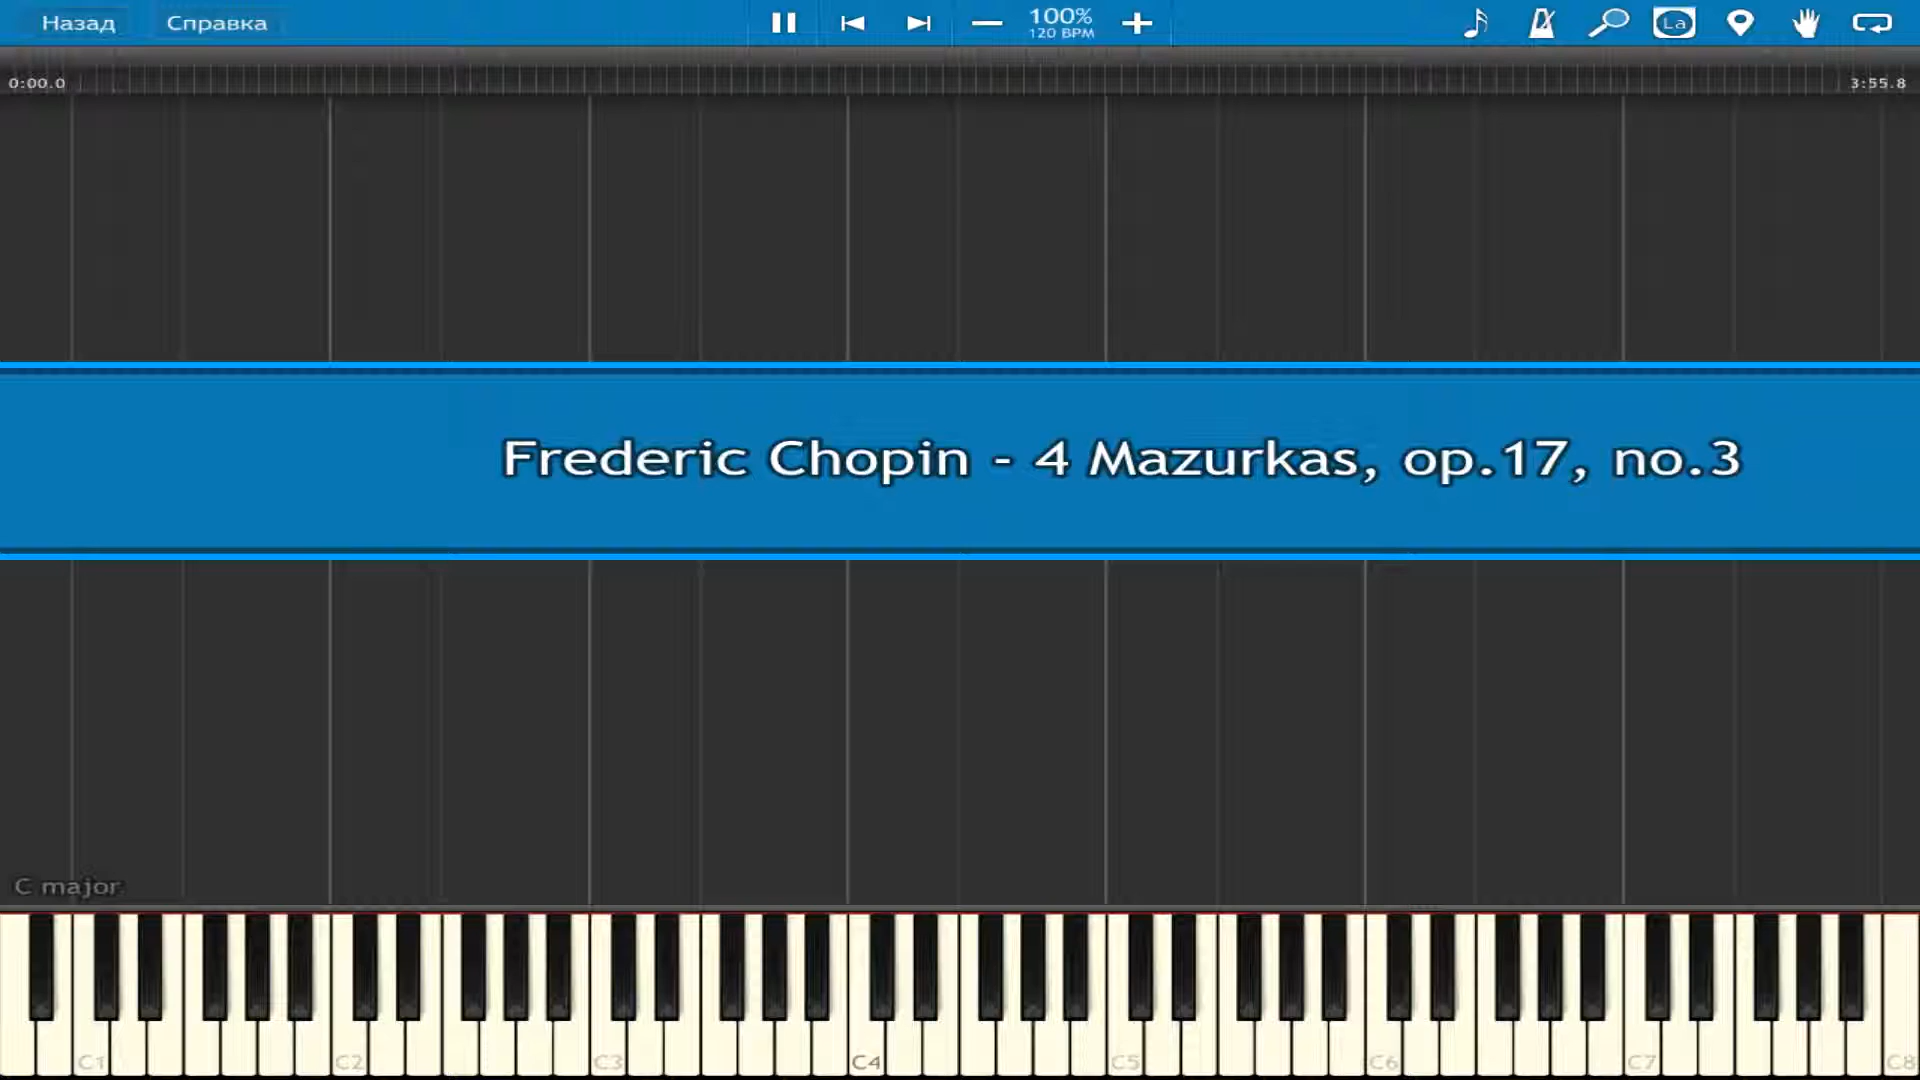 Назад Справка
100%
120 BPM
La
0:00.0
3:55.8
Frederic Chopin - 4 Mazurkas, op.17, no.3
C major
C1 C2 C3 C4 C5 C6 C7 C8